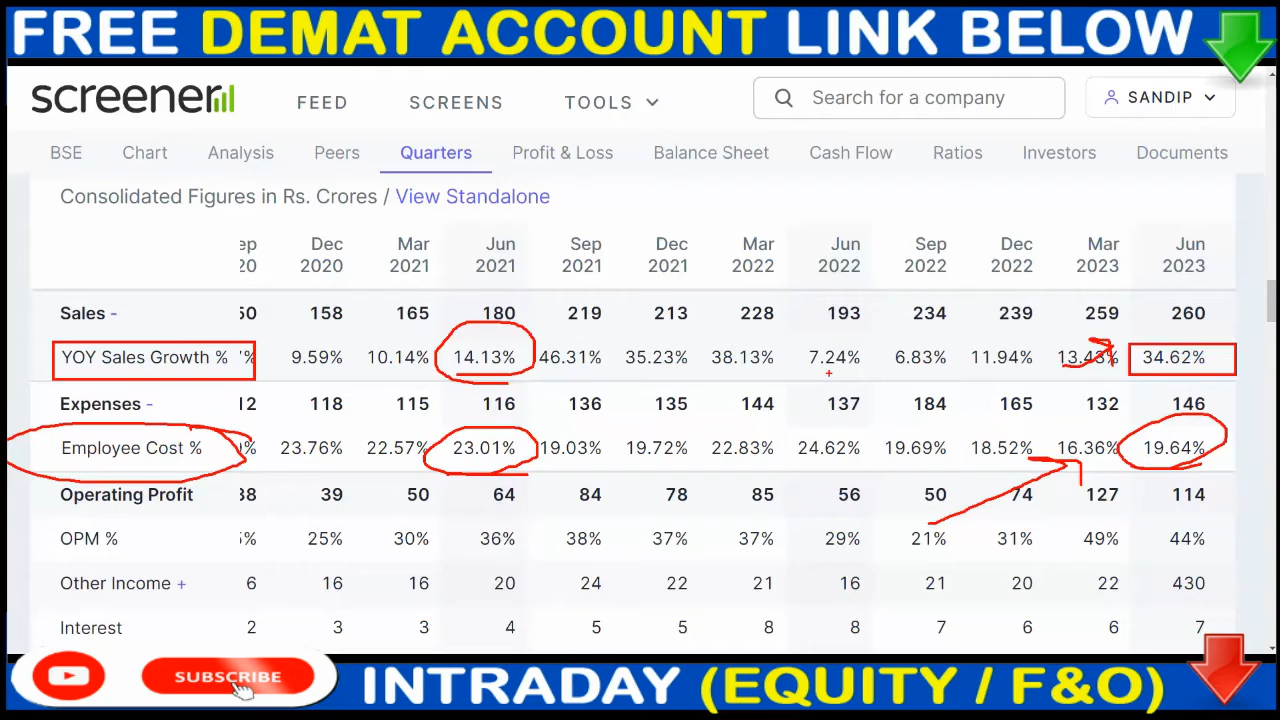 FREE DEMAT ACCOUNT LINK BELOW
screener FEED SCREENS TOOLS Search for a company SANDIP
BSE Chart Analysis Peers Quarters Profit & Loss Balance Sheet Cash Flow Ratios Investors Documents
Consolidated Figures in Rs. Crores / View Standalone
ep Dec Mar Jun Sep Dec Mar Jun Sep Dec Mar Jun
20 2020 2021 2021 2021 2021 2022 2022 2022 2022 2023 2023
Sales - 50 158 165 180 219 213 228 193 234 239 259 260
YOY Sales Growth % % 9.59% 10.14% 14.13% 46.31% 35.23% 38.13% 7.24% 6.83% 11.94% 13.43% 34.62%
Expenses - 12 118 115 116 136 135 144 137 184 165 132 146
Employee Cost % % 23.76% 22.57% 23.01% 19.03% 19.72% 22.83% 24.62% 19.69% 18.52% 16.36% 19.64%
Operating Profit 38 39 50 64 84 78 85 56 50 74 127 114
OPM % % 25% 30% 36% 38% 37% 37% 29% 21% 31% 49% 44%
Other Income + 6 16 16 20 24 22 21 16 21 20 22 430
Interest 2 3 3 4 5 5 8 8 7 6 6 7
SUBSCRIBE INTRADAY (EQUITY / F&O)